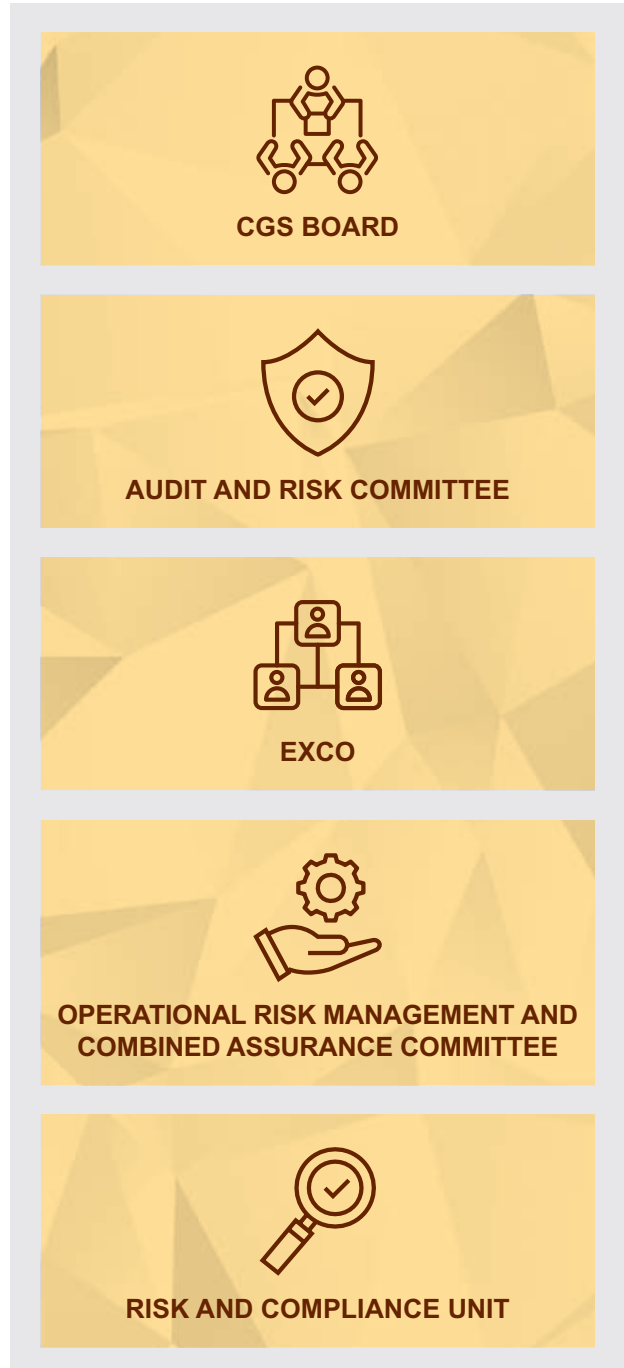 CGS BOARD
AUDIT AND RISK COMMITTEE
EXCO
OPERATIONAL RISK MANAGEMENT AND
COMBINED ASSURANCE COMMITTEE
RISK AND COMPLIANCE UNIT